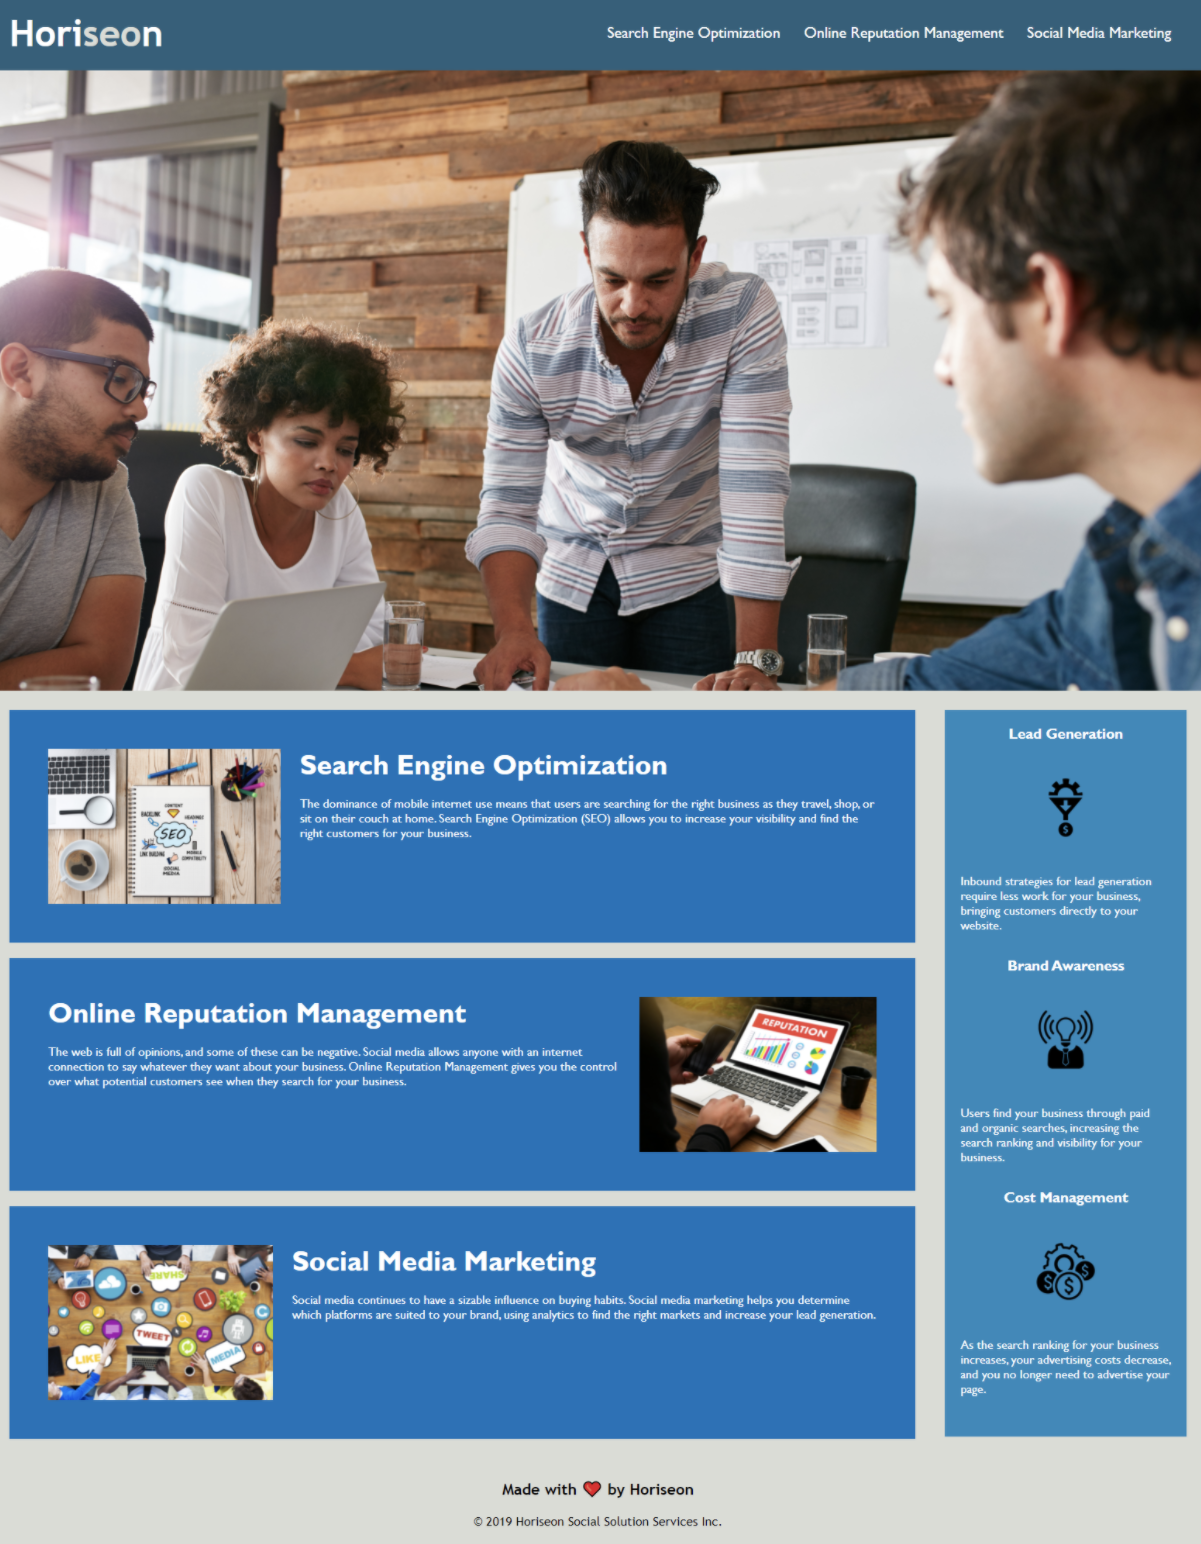 Horiseon
Search Engine Optimization
Online Reputation Management
Social Media Marketing
SEO
CONTENT
BACKLINK
LINK BUILDING
SOCIAL
MEDIA
MOBILE
COMPATIBILITY
Search Engine Optimization
The dominance of mobile internet use means that users are searching for the right business as they travel, shop, or
sit on their couch at home. Search Engine Optimization (SEO) allows you to increase your visibility and find the
right customers for your business.
Online Reputation Management
The web is full of opinions, and some of these can be negative. Social media allows anyone with an internet
connection to say whatever they want about your business. Online Reputation Management gives you the control
over what potential customers see when they search for your business.
REPUTATION
SHARE
TWEET
LIKE
MEDIA
Social Media Marketing
Social media continues to have a sizable influence on buying habits. Social media marketing helps you determine
which platforms are suited to your brand, using analytics to find the right markets and increase your lead generation.
Lead Generation
$
Inbound strategies for lead generation
require less work for your business,
bringing customers directly to your
website.
Brand Awareness
Users find your business through paid
and organic searches, increasing the
search ranking and visibility for your
business.
Cost Management
$ $ $
As the search ranking for your business
increases, your advertising costs decrease,
and you no longer need to advertise your
page.
Made with ❤️ by Horiseon
© 2019 Horiseon Social Solution Services Inc.